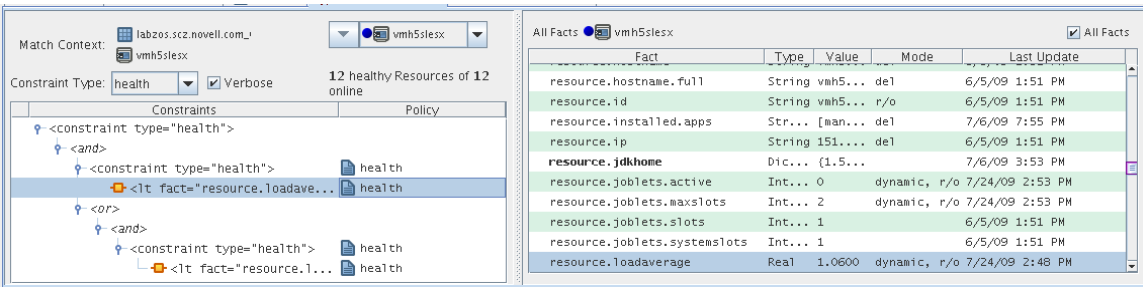 Match Context:
labzos.scz.novell.com_
vmh5slesx
vmh5slesx
Constraint Type: health Verbose
12 healthy Resources of 12
online
Constraints Policy
<constraint type="health">
<and>
<constraint type="health"> health
<lt fact="resource.loadave... health
<or>
<and>
<constraint type="health"> health
<lt fact="resource.l... health
All Facts vmh5slesx All Facts
Fact Type Value Mode Last Update
resource.hostname.full String vmh5... del 6/5/09 1:51 PM
resource.id String vmh5... r/o 6/5/09 1:51 PM
resource.installed.apps Str... [man... del 7/6/09 7:55 PM
resource.ip String 151.... del 6/5/09 1:51 PM
resource.jdkhome Dic... {1.5... 7/6/09 3:53 PM
resource.joblets.active Int... 0 dynamic, r/o 7/24/09 2:53 PM
resource.joblets.maxslots Int... 2 dynamic, r/o 7/24/09 2:53 PM
resource.joblets.slots Int... 1 6/5/09 1:51 PM
resource.joblets.systemslots Int... 1 6/5/09 1:51 PM
resource.loadaverage Real 1.0600 dynamic, r/o 7/24/09 2:48 PM